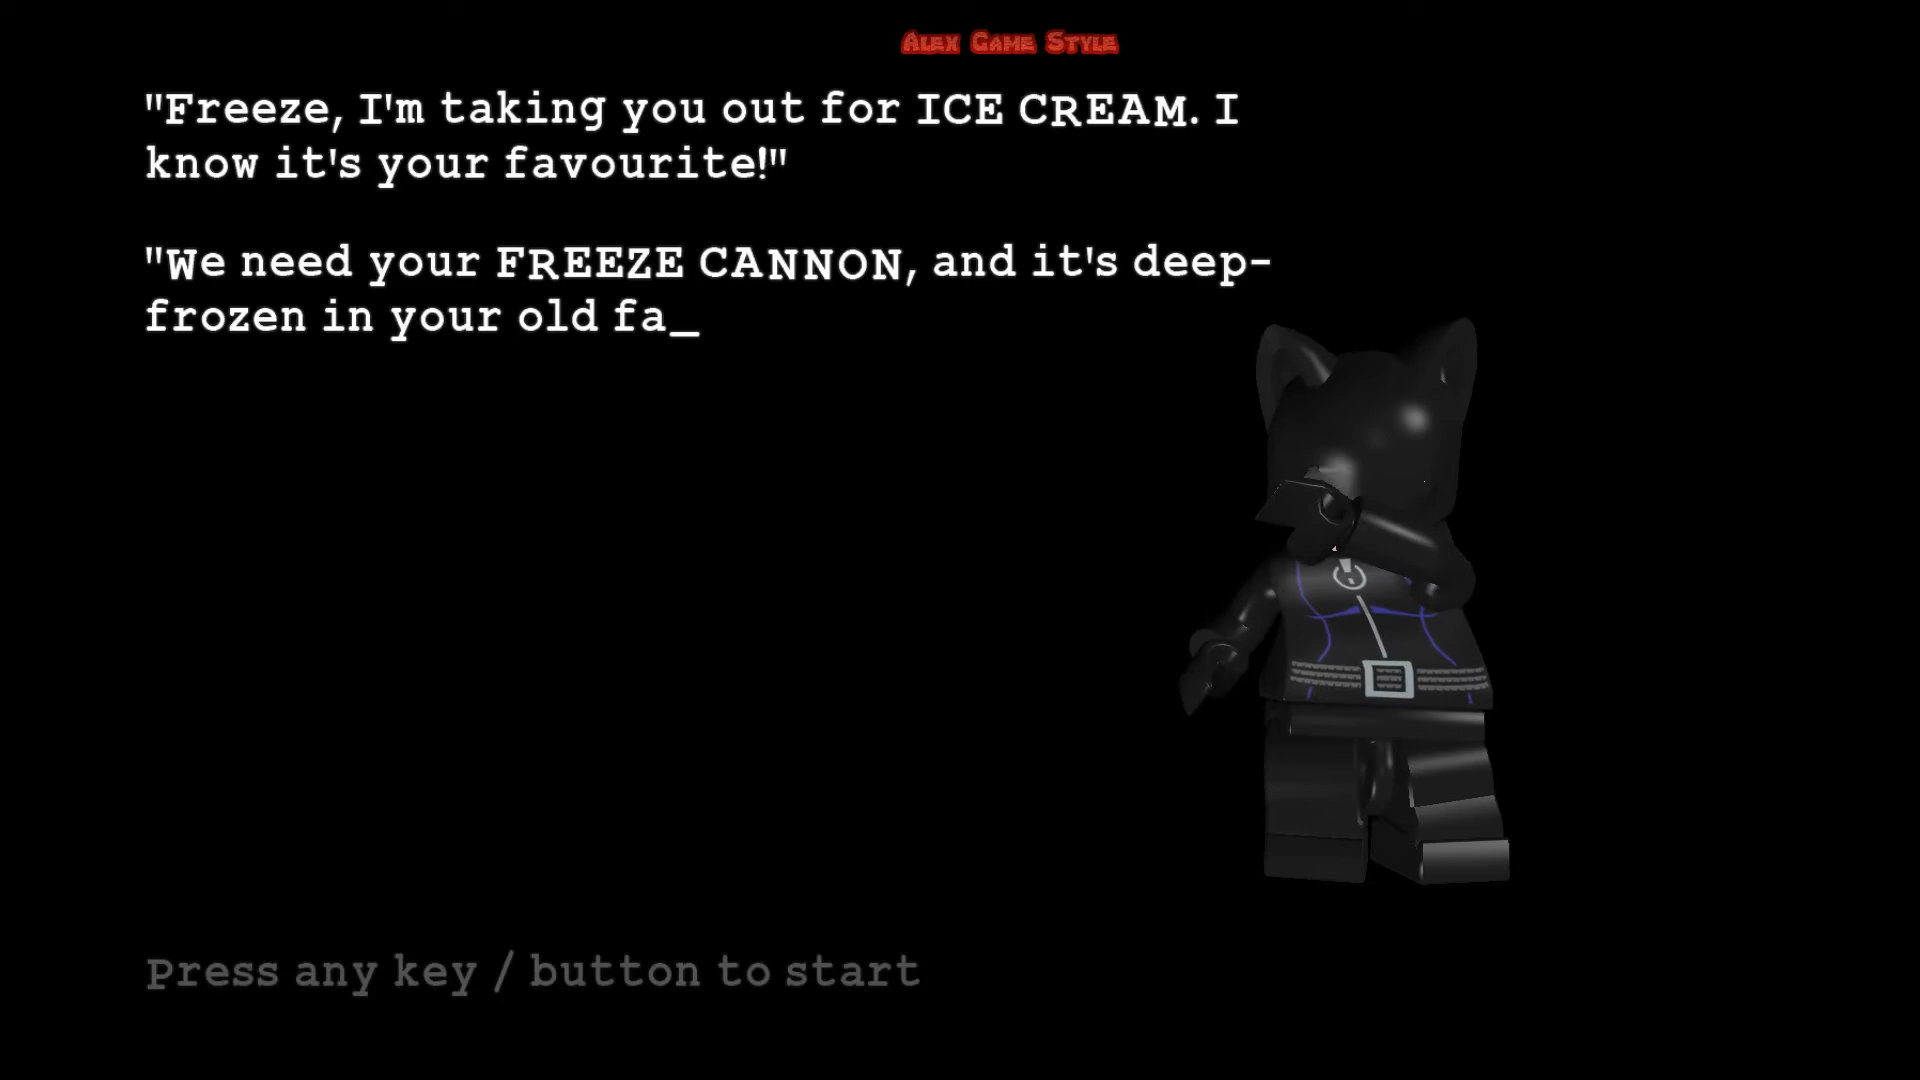 Alex Game Style
"Freeze, I'm taking you out for ICE CREAM. I
know it's your favourite!"
"We need your FREEZE CANNON, and it's deep-
frozen in your old fa_
Press any key / button to start